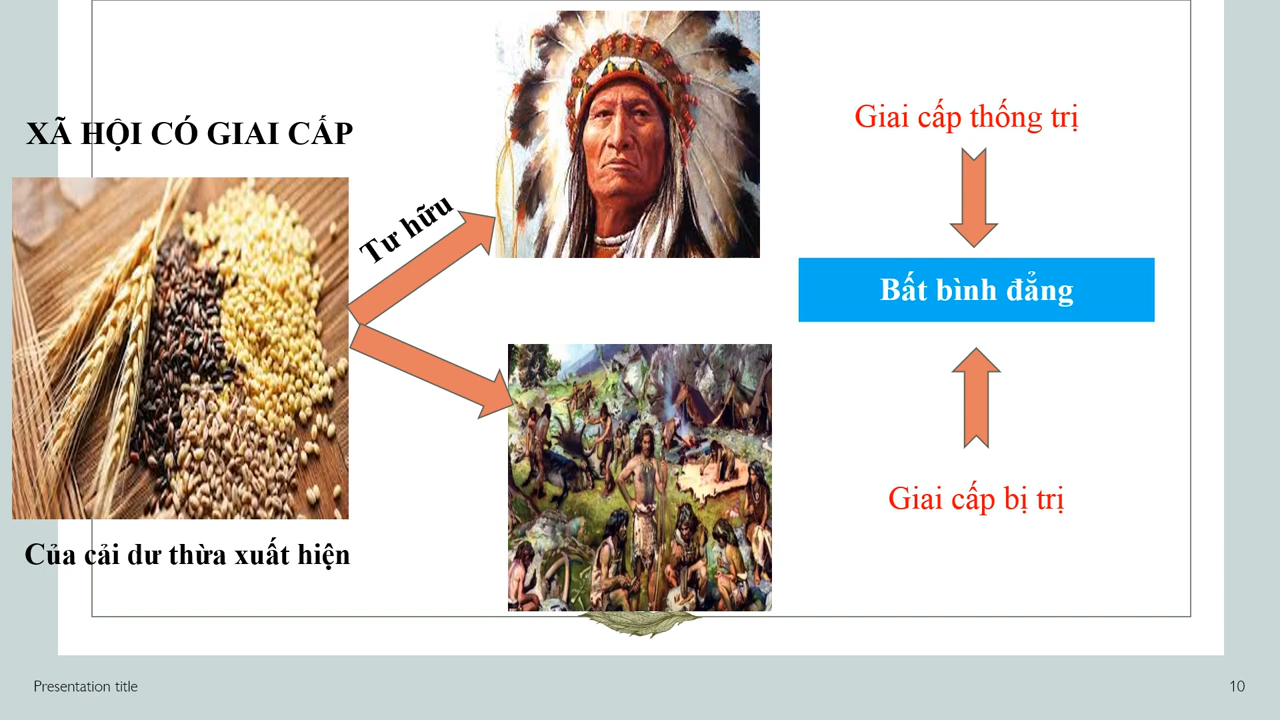 XÃ HỘI CÓ GIAI CẤP
Tư hữu
Của cải dư thừa xuất hiện
Giai cấp thống trị
Bất bình đẳng
Giai cấp bị trị
Presentation title
10